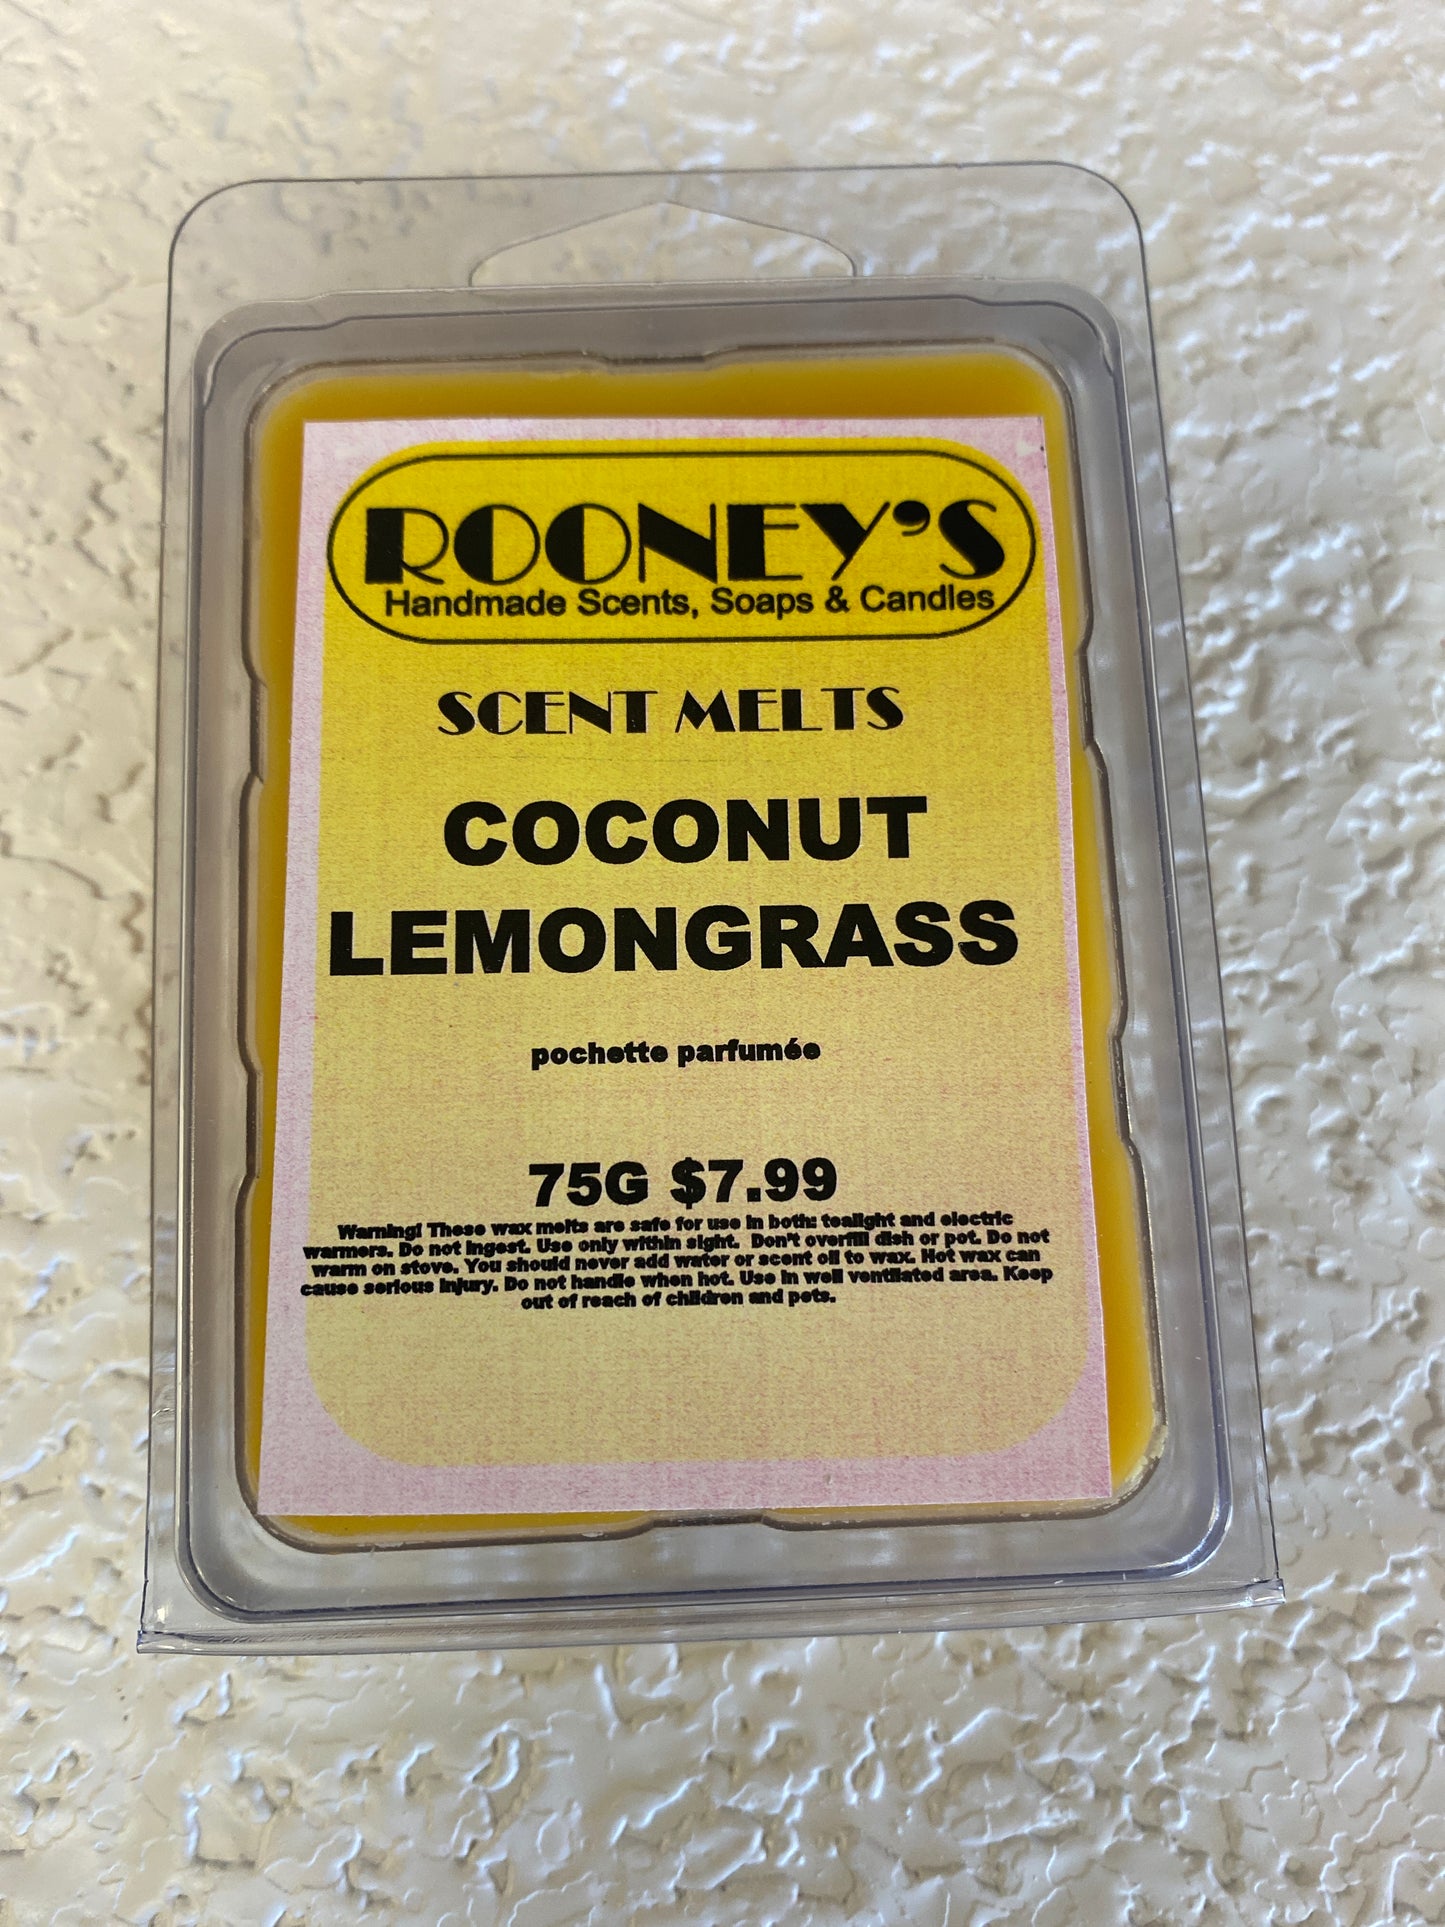 ROONEY'S
Handmade Scents, Soaps & Candles
SCENT MELTS
COCONUT
LEMONGRASS
pochette parfumée
75G $7.99
Warning! These wax melts are safe for use in both: tealight and electric
warmers. Do not ingest. Use only within sight.  Don't overfill dish or pot. Do not
warm on stove. You should never add water or scent oil to wax. Hot wax can
cause serious injury. Do not handle when hot. Use in well ventilated area. Keep
out of reach of children and pets.